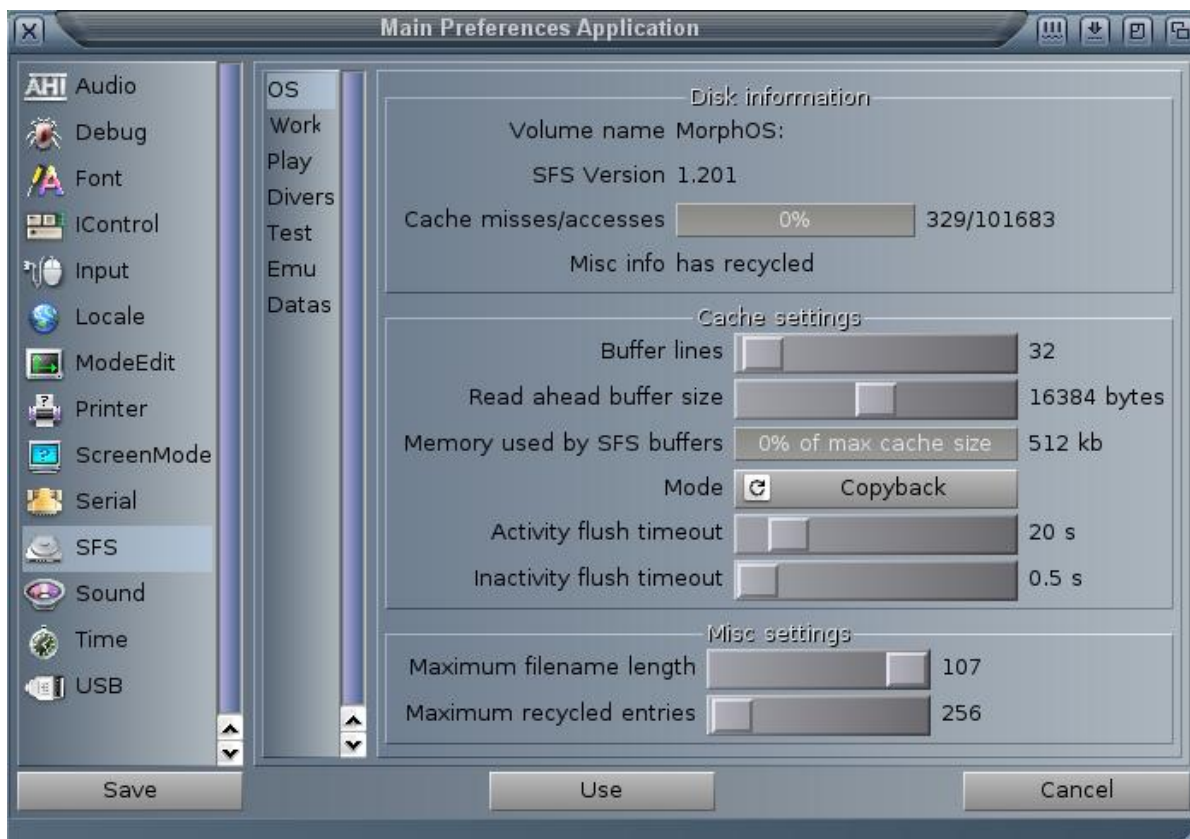 Main Preferences Application
AHI Audio
Debug
Font
IControl
Input
Locale
ModeEdit
Printer
ScreenMode
Serial
SFS
Sound
Time
USB
OS
Work
Play
Divers
Test
Emu
Datas
Disk information
Volume name MorphOS:
SFS Version 1.201
Cache misses/accesses 0% 329/101683
Misc info has recycled
Cache settings
Buffer lines 32
Read ahead buffer size 16384 bytes
Memory used by SFS buffers 0% of max cache size 512 kb
Mode Copyback
Activity flush timeout 20 s
Inactivity flush timeout 0.5 s
Misc settings
Maximum filename length 107
Maximum recycled entries 256
Save
Use
Cancel